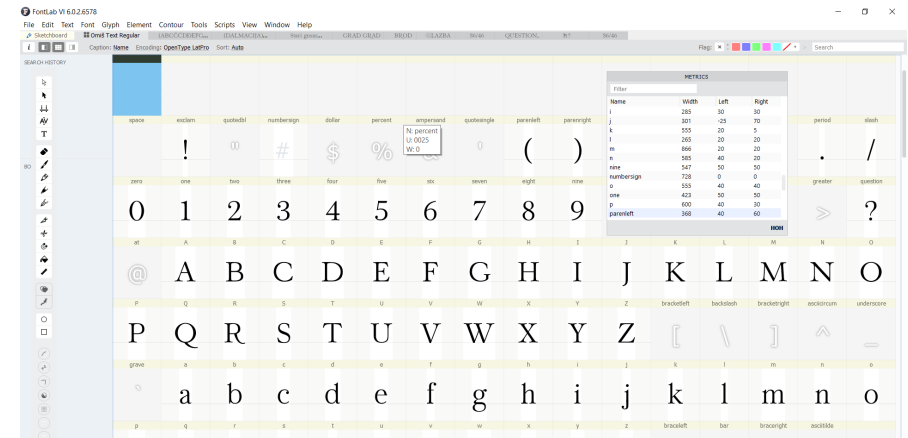 FontLab VI 6.0.2.6578
File Edit Text Font Glyph Element Contour Tools Scripts View Window Help
Sketchboard Omiš Text Regular
Caption: Name Encoding: OpenType LatPro Sort: Auto Flag: Search
SEARCH HISTORY
METRICS
Filter
Name Width Left Right
i 285 30 30
j 301 -25 70
k 555 20 5
l 265 20 20
m 866 20 20
n 585 40 20
nine 547 50 50
numbersign 728 0 0
o 555 40 40
one 423 50 50
p 600 40 30
parenleft 368 40 60
HOH
space exclam quotedbl numbersign dollar percent ampersand quotesingle parenleft parenright period slash
N: percent
U: 0025
W: 0
! " # $ % & ' ( ) . /
zero one two three four five six seven eight nine greater question
0 1 2 3 4 5 6 7 8 9 > ?
at A B C D E F G H I J K L M N O
@ A B C D E F G H I J K L M N O
P Q R S T U V W X Y Z bracketleft backslash bracketright asciicircum underscore
P Q R S T U V W X Y Z [ \ ] ^ _
grave a b c d e f g h i j k l m n o
` a b c d e f g h i j k l m n o
p q r s t u v w x y z braceleft bar braceright asciitilde